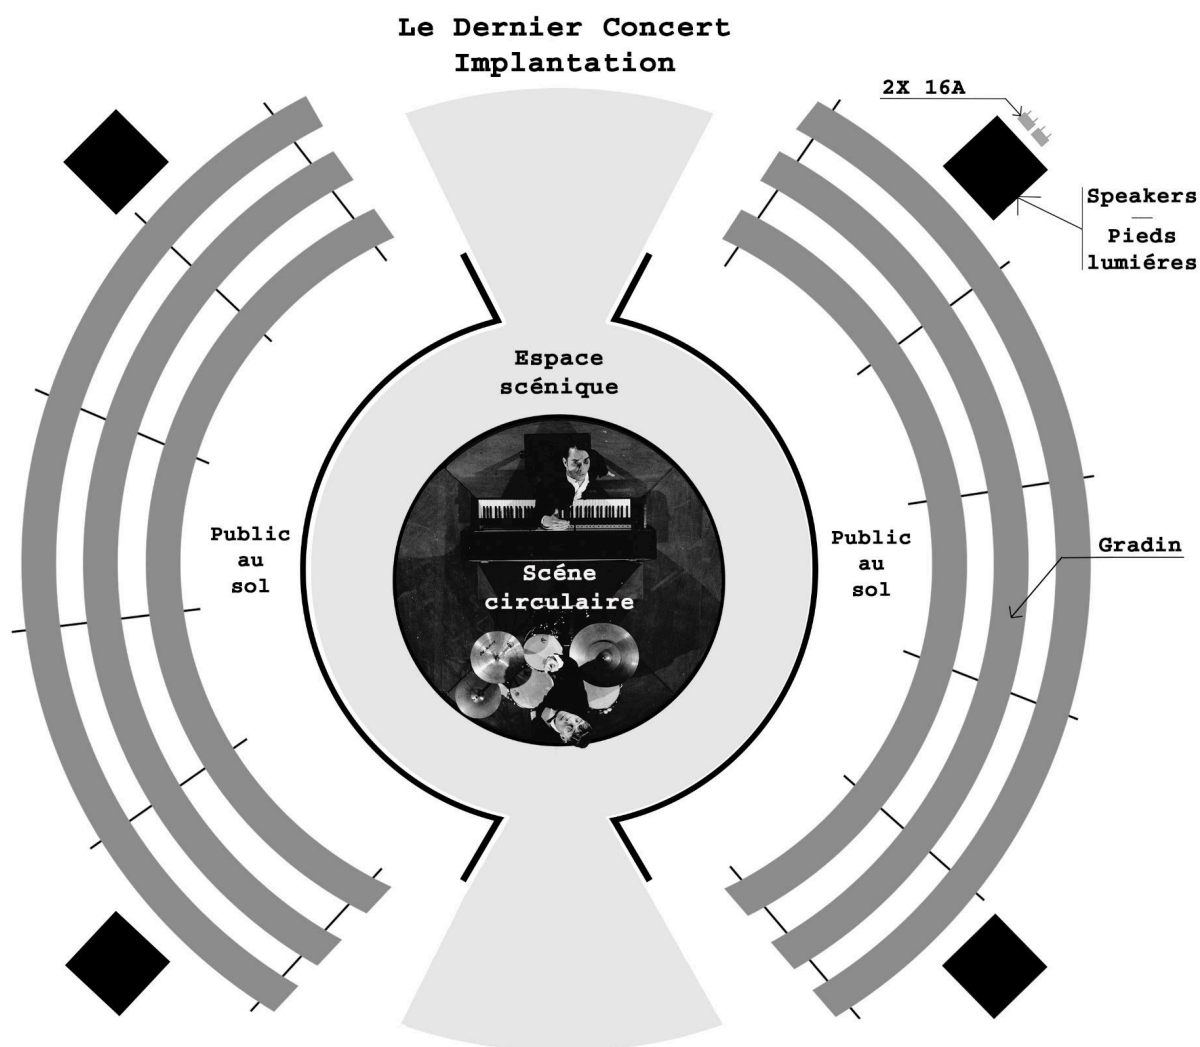 Le Dernier Concert
Implantation
2X 16A
Speakers
Pieds
lumiéres
Espace
scénique
Public
au
sol
Scéne
circulaire
Public
au
sol
Gradin